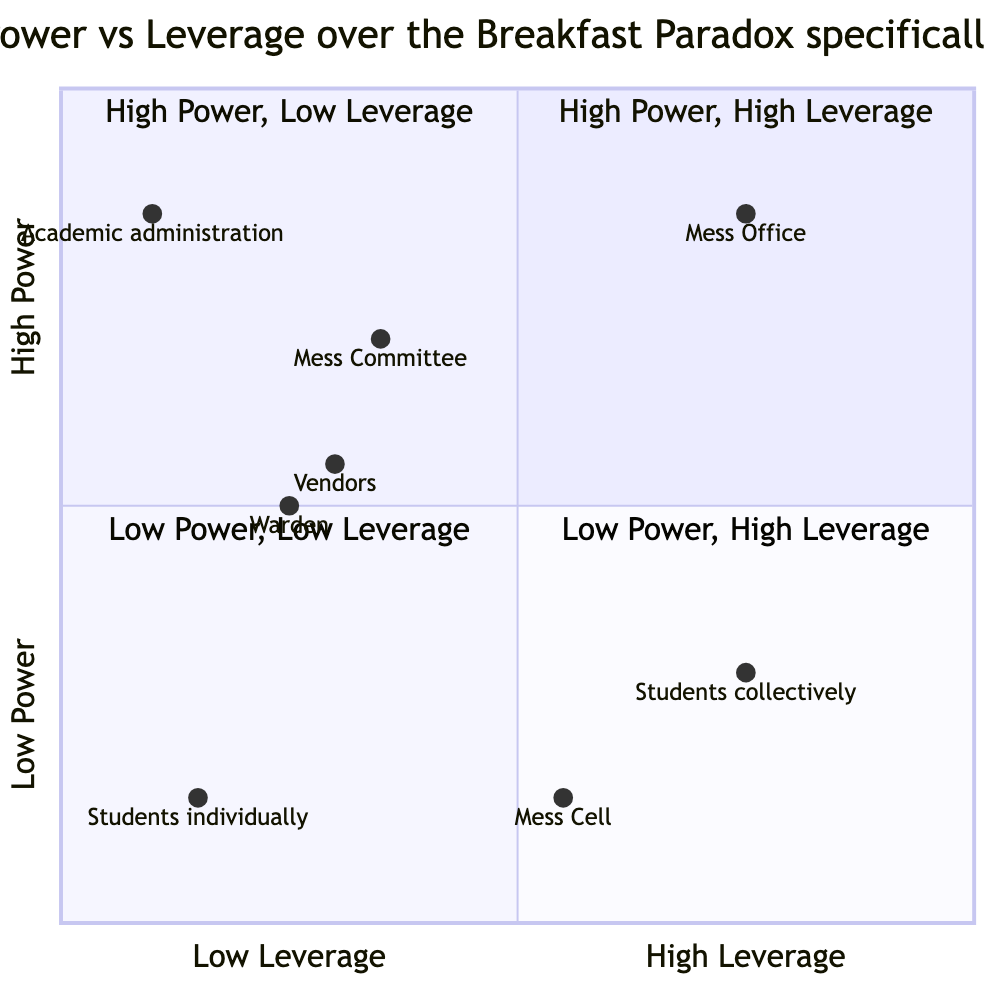 ower vs Leverage over the Breakfast Paradox specificall
High Power, Low Leverage
High Power, High Leverage
Academic administration
Mess Office
High Power
Mess Committee
Vendors
Warden
Low Power, Low Leverage
Low Power, High Leverage
Students collectively
Low Power
Students individually
Mess Cell
Low Leverage
High Leverage